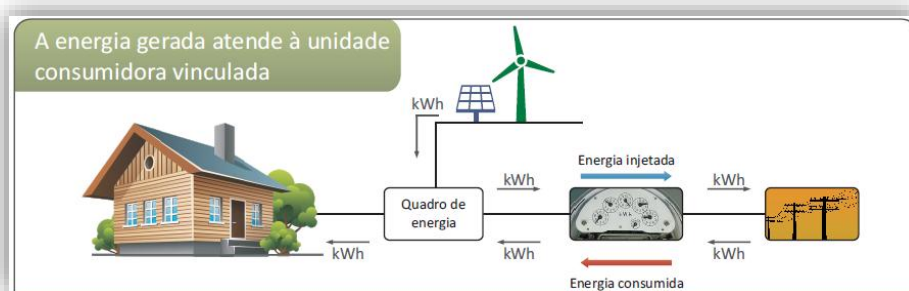 A energia gerada atende à unidade
consumidora vinculada
kWh
Energia injetada
kWh
kWh
Quadro de
energia
kWh
kWh
kWh
kWh
Energia consumida